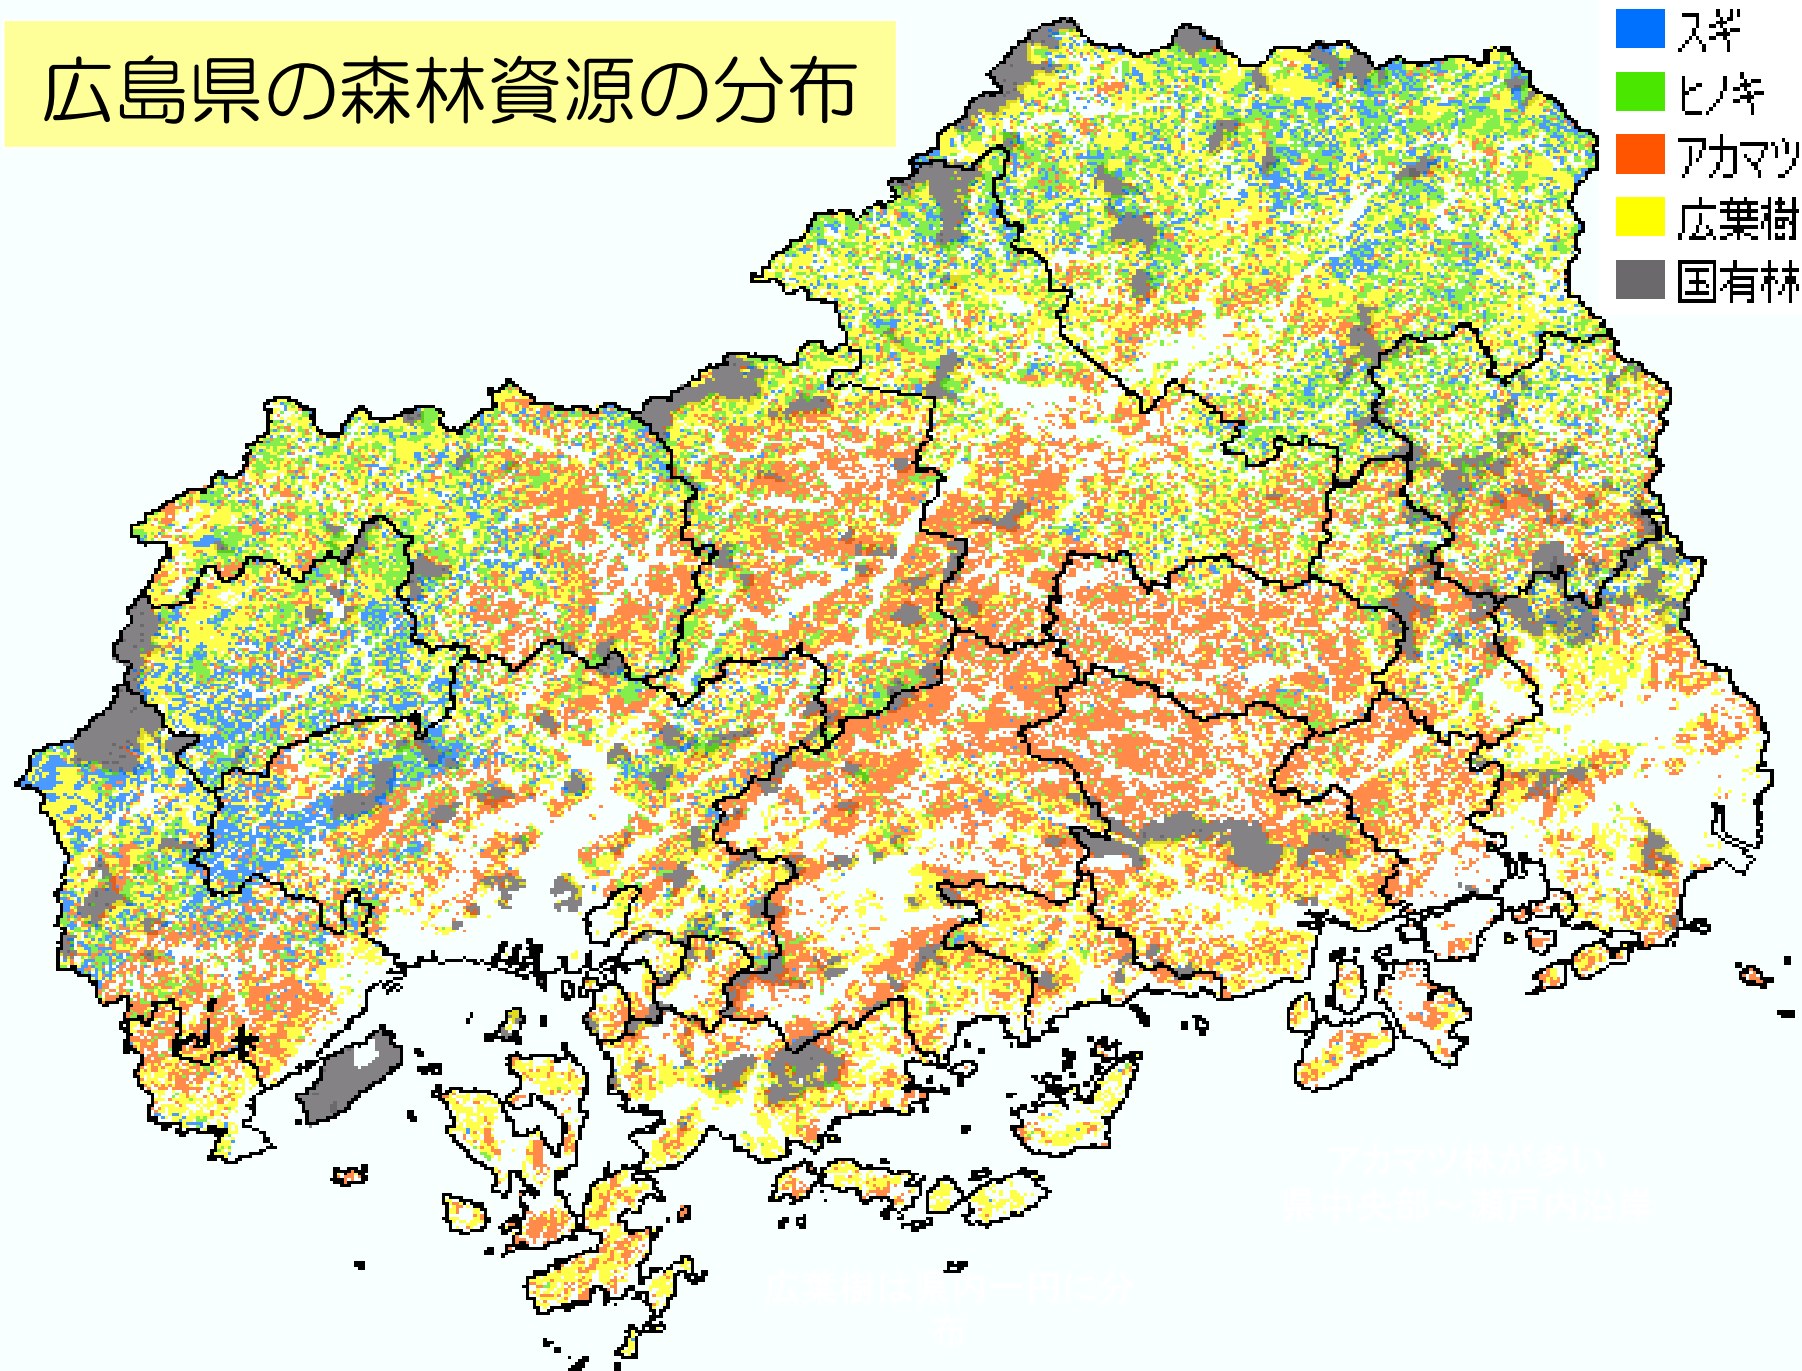 広島県の森林資源の分布
スギ
ヒノキ
アカマツ
広葉樹
国有林